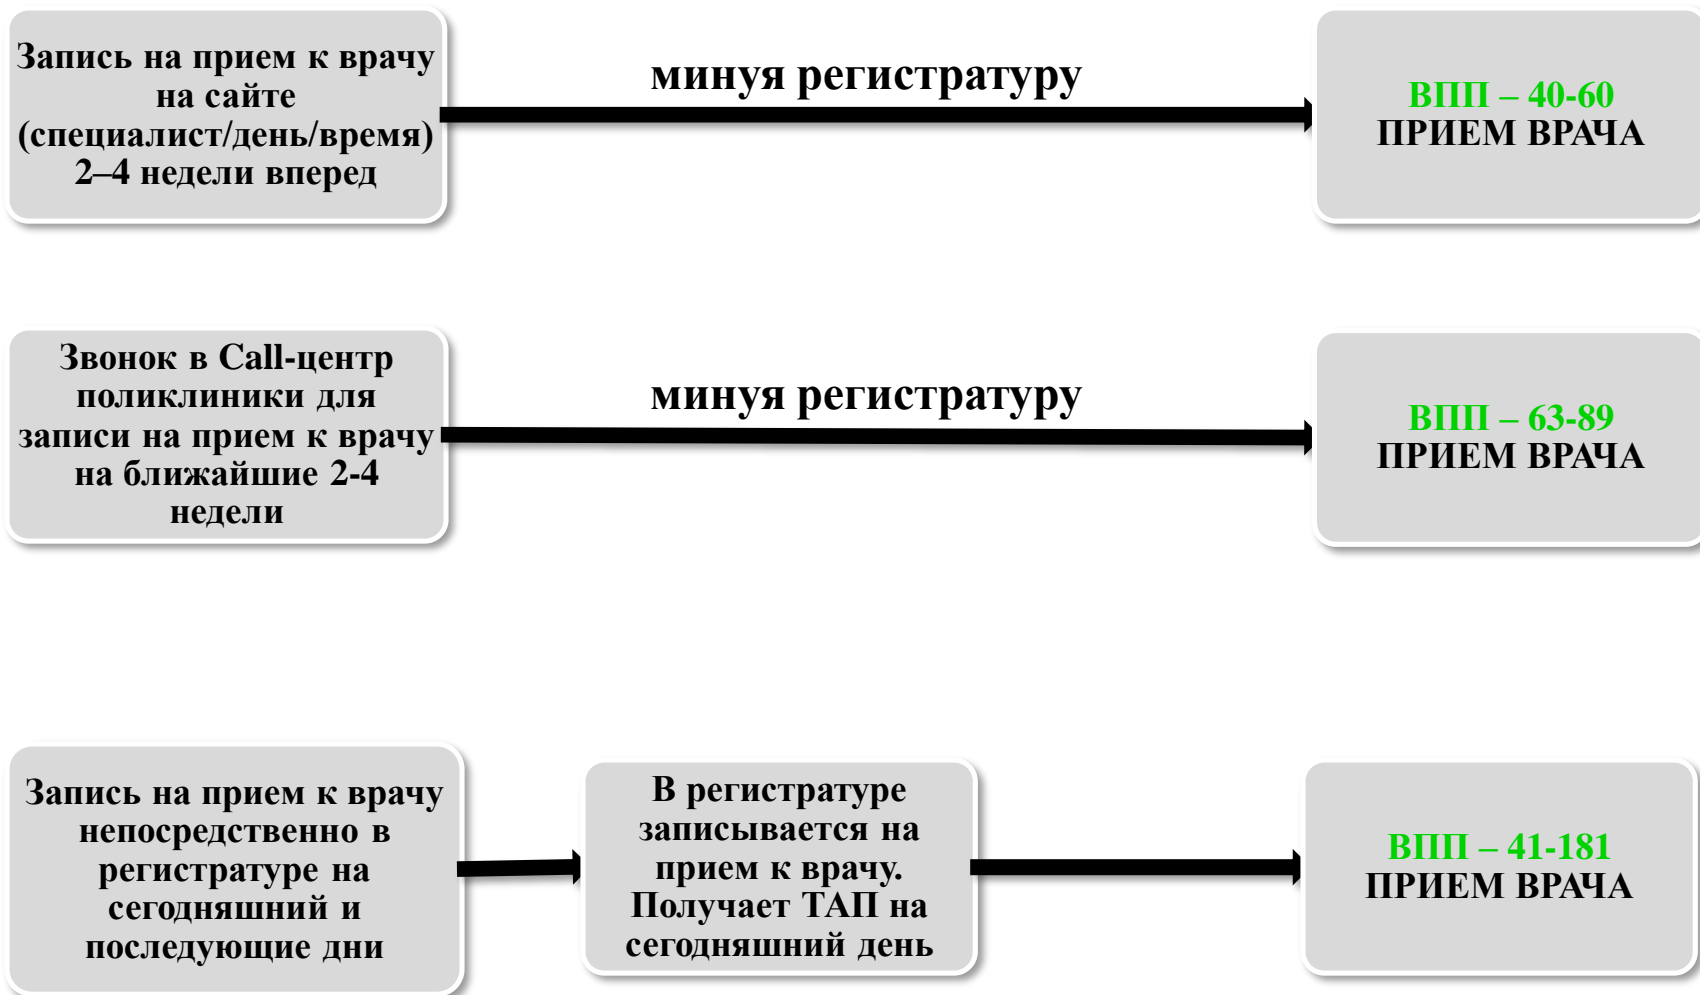 Запись на прием к врачу
на сайте
(специалист/день/время)
2–4 недели вперед
минуя регистратуру
ВПП – 40-60
ПРИЕМ ВРАЧА
Звонок в Call-центр
поликлиники для
записи на прием к врачу
на ближайшие 2-4
недели
минуя регистратуру
ВПП – 63-89
ПРИЕМ ВРАЧА
Запись на прием к врачу
непосредственно в
регистратуре на
сегодняшний и
последующие дни
В регистратуре
записывается на
прием к врачу.
Получает ТАП на
сегодняшний день
ВПП – 41-181
ПРИЕМ ВРАЧА